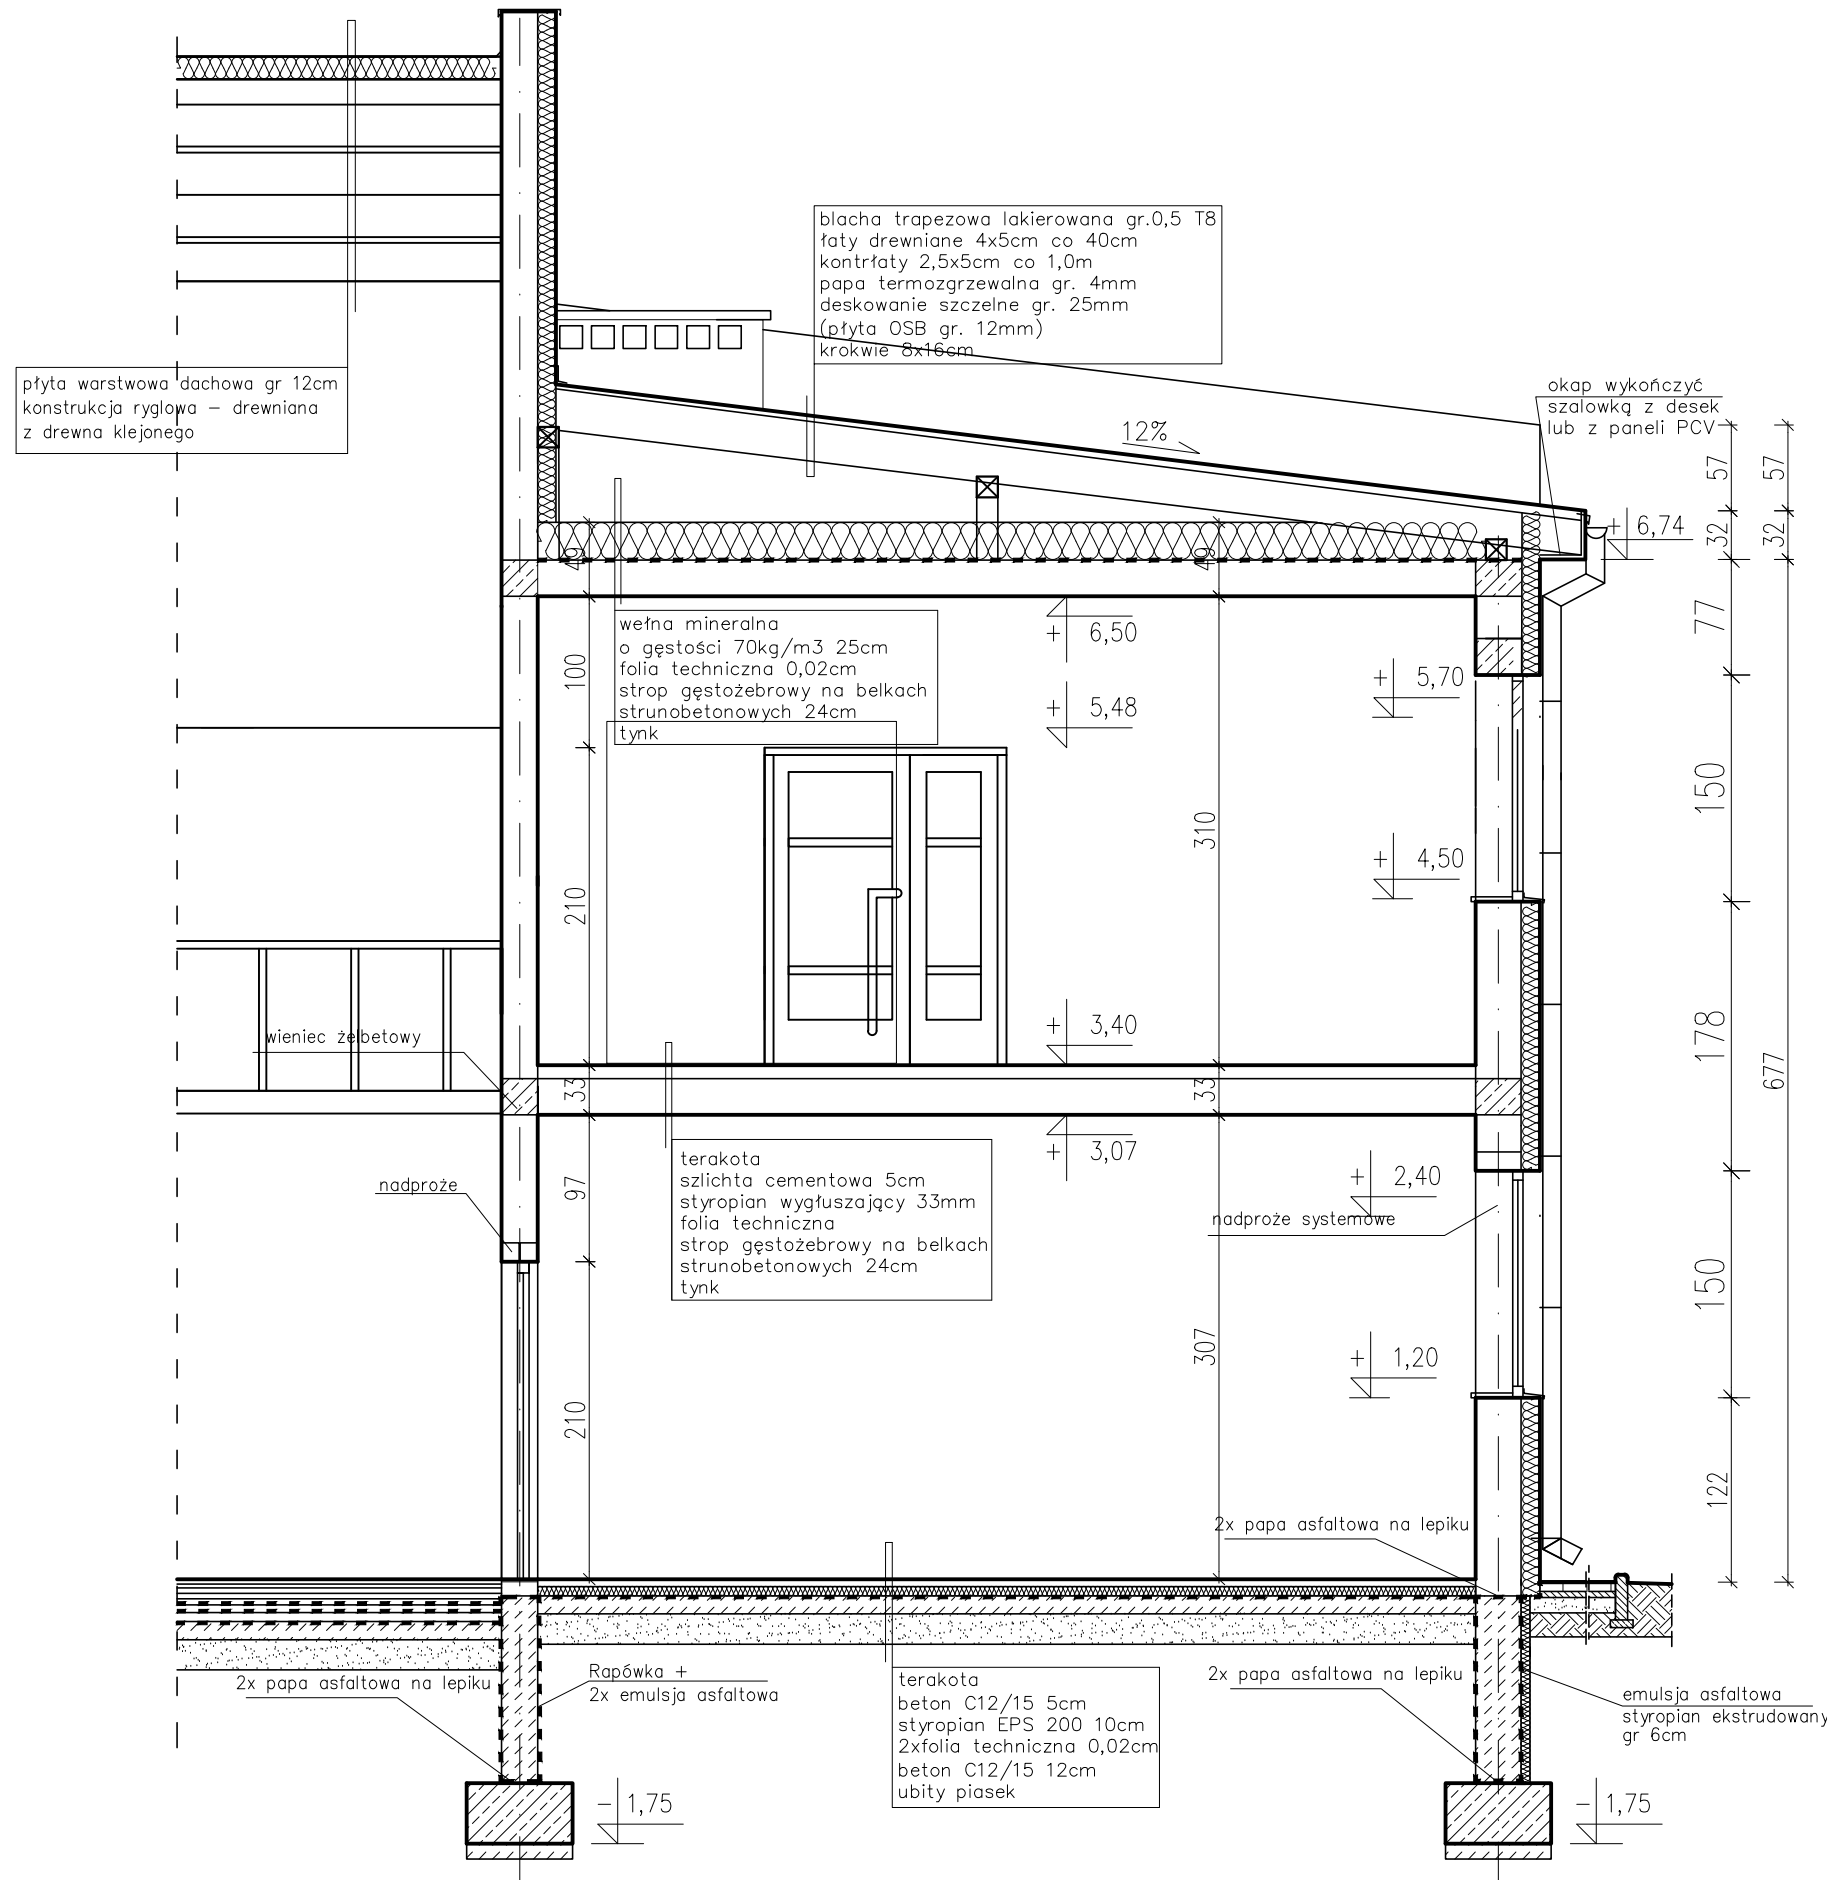 blacha trapezowa lakierowana gr.0,5 T8
łaty drewniane 4x5cm co 40cm
kontrłaty 2,5x5cm co 1,0m
papa termozgrzewalna gr. 4mm
deskowanie szczelne gr. 25mm
(płyta OSB gr. 12mm)
krokwie 8x16cm
płyta warstwowa dachowa gr 12cm
konstrukcja ryglowa – drewniana
z drewna klejonego
okap wykończyć
szalowką z desek
lub z paneli PCV
12%
57
57
32
32
+ 6,74
49
49
wełna mineralna
o gęstości 70kg/m3 25cm
folia techniczna 0,02cm
strop gęstożebrowy na belkach
strunobetonowych 24cm
tynk
+ 6,50
77
100
+ 5,70
+ 5,48
150
310
+ 4,50
210
+ 3,40
178
wieniec żelbetowy
677
33
33
+ 3,07
terakota
szlichta cementowa 5cm
styropian wygłuszający 33mm
folia techniczna
strop gęstożebrowy na belkach
strunobetonowych 24cm
tynk
nadproże
97
+ 2,40
nadproże systemowe
150
307
+ 1,20
210
122
2x papa asfaltowa na lepiku
2x papa asfaltowa na lepiku
Rapówka +
2x emulsja asfaltowa
terakota
beton C12/15 5cm
styropian EPS 200 10cm
2xfolia techniczna 0,02cm
beton C12/15 12cm
ubity piasek
2x papa asfaltowa na lepiku
emulsja asfaltowa
styropian ekstrudowany
gr 6cm
– 1,75
– 1,75